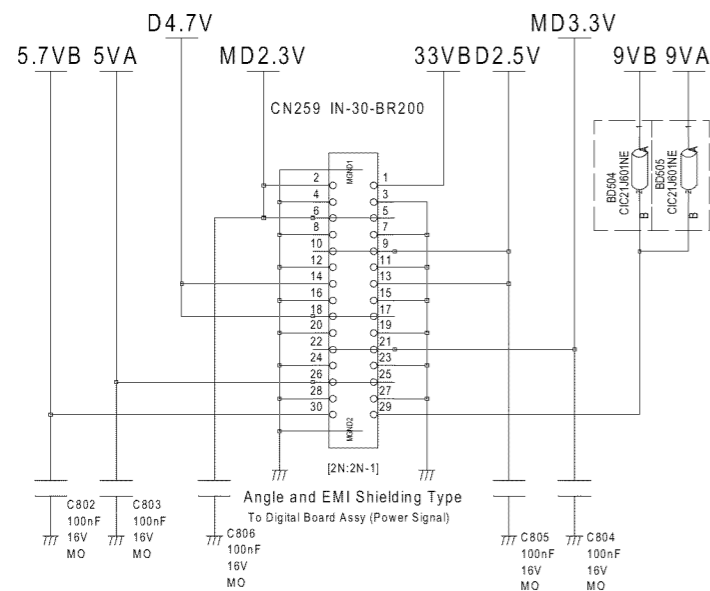 D4.7V MD3.3V
5.7VB 5VA MD2.3V 33VB D2.5V 9VB 9VA
CN259 IN-30-BR200
MGND1
2 1
4 3
6 5
8 7
10 9
12 11
14 13
16 15
18 17
20 19
22 21
24 23
26 25
28 27
30 29
MGND2
A
BD504
CIC21J601NE
B
A
BD505
CIC21J601NE
B
[2N:2N-1]
Angle and EMI Shielding Type
To Digital Board Assy (Power Signal)
C802
100nF
16V
MO
C803
100nF
16V
MO
C806
100nF
16V
MO
C805
100nF
16V
MO
C804
100nF
16V
MO